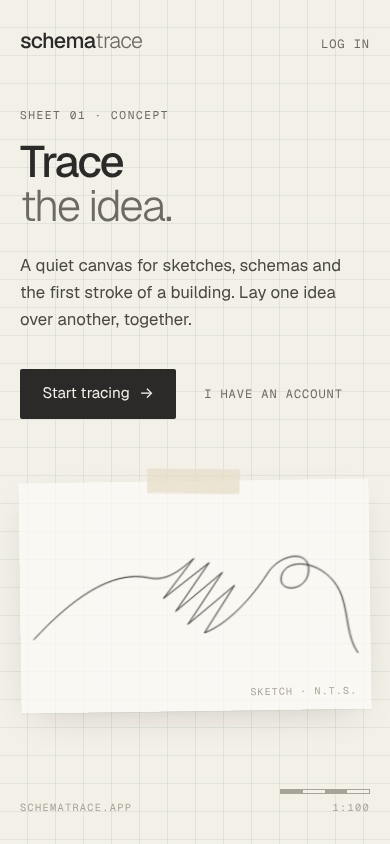 schematrace
LOG IN
SHEET 01 · CONCEPT
Trace
the idea.
A quiet canvas for sketches, schemas and
the first stroke of a building. Lay one idea
over another, together.
Start tracing →
I HAVE AN ACCOUNT
SKETCH · N.T.S.
SCHEMATRACE.APP
1:100